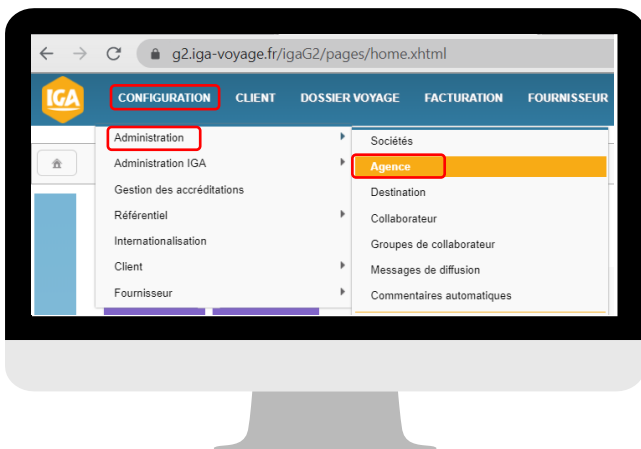 g2.iga-voyage.fr/igaG2/pages/home.xhtml
IGA CONFIGURATION CLIENT DOSSIER VOYAGE FACTURATION FOURNISSEUR
Administration
Administration IGA
Gestion des accréditations
Référentiel
Internationalisation
Client
Fournisseur
Sociétés
Agence
Destination
Collaborateur
Groupes de collaborateur
Messages de diffusion
Commentaires automatiques